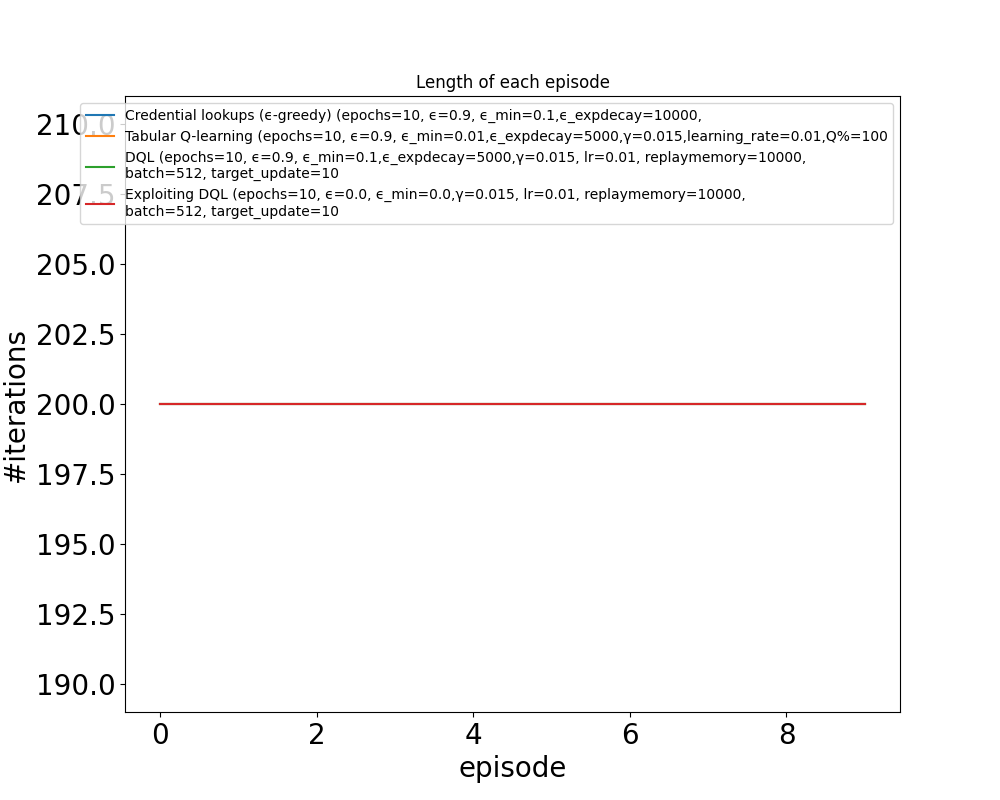 Length of each episode
210.0
Credential lookups (ϵ-greedy) (epochs=10, ϵ=0.9, ϵ_min=0.1,ϵ_expdecay=10000,
Tabular Q-learning (epochs=10, ϵ=0.9, ϵ_min=0.01,ϵ_expdecay=5000,γ=0.015,learning_rate=0.01,Q%=100
DQL (epochs=10, ϵ=0.9, ϵ_min=0.1,ϵ_expdecay=5000,γ=0.015, lr=0.01, replaymemory=10000,
batch=512, target_update=10
207.5
Exploiting DQL (epochs=10, ϵ=0.0, ϵ_min=0.0,γ=0.015, lr=0.01, replaymemory=10000,
batch=512, target_update=10
205.0
202.5
200.0
197.5
195.0
192.5
190.0
#iterations
0 2 4 6 8
episode